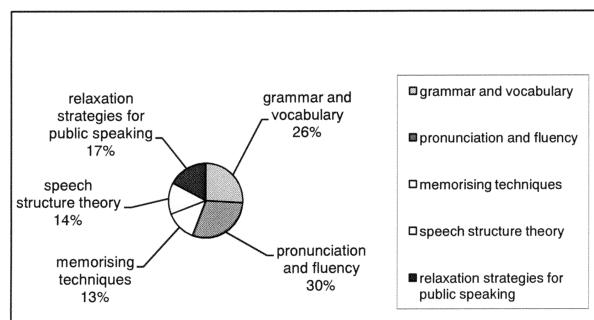 relaxation
strategies for
public speaking
17%
grammar and
vocabulary
26%
speech
structure theory
14%
memorising
techniques
13%
pronunciation
and fluency
30%
grammar and vocabulary
pronunciation and fluency
memorising techniques
speech structure theory
relaxation strategies for
public speaking